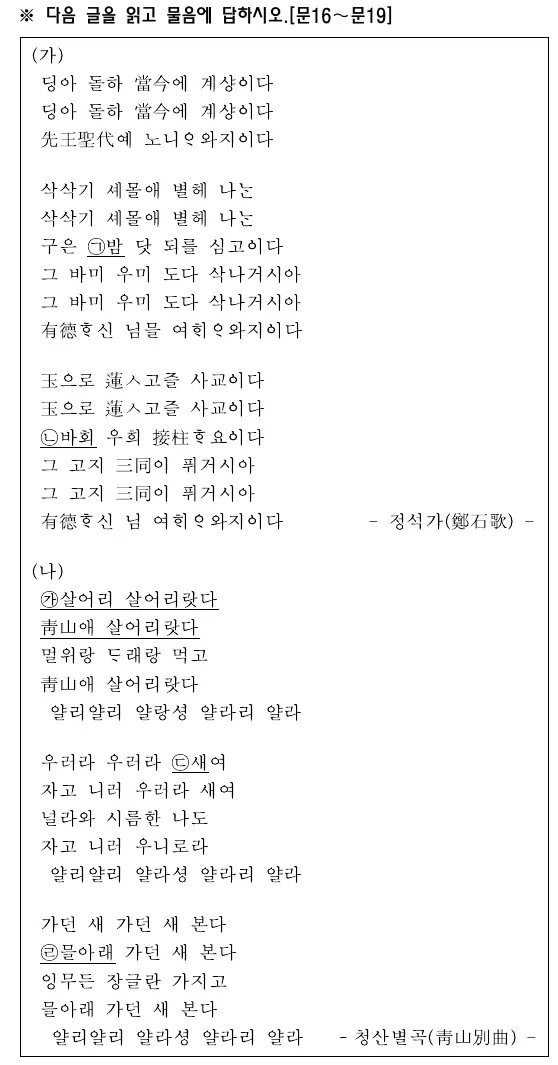 ※ 다음 글을 읽고 물음에 답하시오.[문16～문19]
(가)
딩아 돌하 當今에 계샹이다
딩아 돌하 當今에 계샹이다
先王聖代예 노니ᄋᆞ와지이다
삭삭기 셰몰애 별헤 나ᄂᆞᆫ
삭삭기 셰몰애 별헤 나ᄂᆞᆫ
구은 ㉠밤 닷 되를 심고이다
그 바미 우미 도다 삭나거시아
그 바미 우미 도다 삭나거시아
有德ᄒᆞ신 님믈 여ᄒᆡᄋᆞ와지이다
玉으로 蓮ㅅ고즐 사교이다
玉으로 蓮ㅅ고즐 사교이다
㉡바회 우희 接柱ᄒᆞ요이다
그 고지 三同이 퓌거시아
그 고지 三同이 퓌거시아
有德ᄒᆞ신 님 여ᄒᆡᄋᆞ와지이다 － 정석가(鄭石歌) －
(나)
㉮살어리 살어리랏다
靑山애 살어리랏다
멀위랑 ᄃᆞ래랑 먹고
靑山애 살어리랏다
얄리얄리 얄랑셩 얄라리 얄라
우러라 우러라 ㉢새여
자고 니러 우러라 새여
널라와 시름한 나도
자고 니러 우니로라
얄리얄리 얄라셩 얄라리 얄라
가던 새 가던 새 본다
㉣믈아래 가던 새 본다
잉무든 장글란 가지고
믈아래 가던 새 본다
얄리얄리 얄라셩 얄라리 얄라 －청산별곡(靑山別曲) －